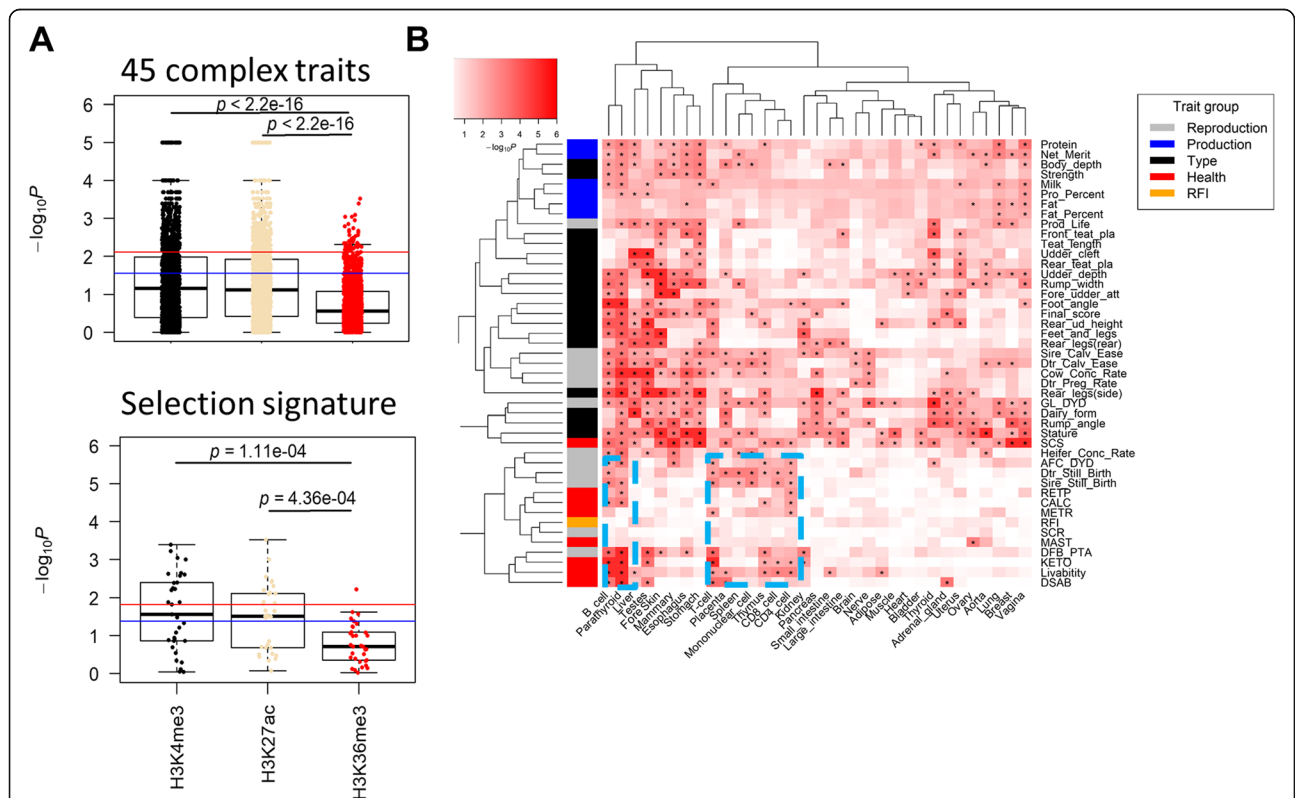 A
45 complex traits
p < 2.2e-16
p < 2.2e-16
6
5
4
3
2
1
0
−log10P
Selection signature
p = 1.11e-04
p = 4.36e-04
6
5
4
3
2
1
0
−log10P
H3K4me3
H3K27ac
H3K36me3
B
1 2 3 4 5 6
−log10P
Trait group
Reproduction
Production
Type
Health
RFI
Protein
Net_Merit
Body_depth
Strength
Milk
Pro_Percent
Fat
Fat_Percent
Prod_Life
Front_teat_pla
Teat_length
Udder_cleft
Rear_teat_pla
Udder_depth
Rump_width
Fore_udder_att
Foot_angle
Final_score
Rear_ud_height
Feet_and_legs
Rear_legs(rear)
Sire_Calv_Ease
Dtr_Calv_Ease
Cow_Conc_Rate
Dtr_Preg_Rate
Rear_legs(side)
GL_DYD
Dairy_form
Rump_angle
Stature
SCS
Heifer_Conc_Rate
AFC_DYD
Dtr_Still_Birth
Sire_Still_Birth
RETP
CALC
METR
RFI
SCR
MAST
DFB_PTA
KETO
Livability
DSAB
B_cell
Parathyroid
Liver
Testes
Fore_skin
Mammary
Esophagus
Stomach
T-cell
Placenta
Spleen
Mononuclear_cell
Thymus
CD8_cell
CD4_cell
Kidney
Pancreas
Small_intestine
Large_intestine
Brain
Nerve
Adipose
Muscle
Heart
Bladder
Thyroid
Adrenal_gland
Uterus
Ovary
Aorta
Lung
Breast
Vagina